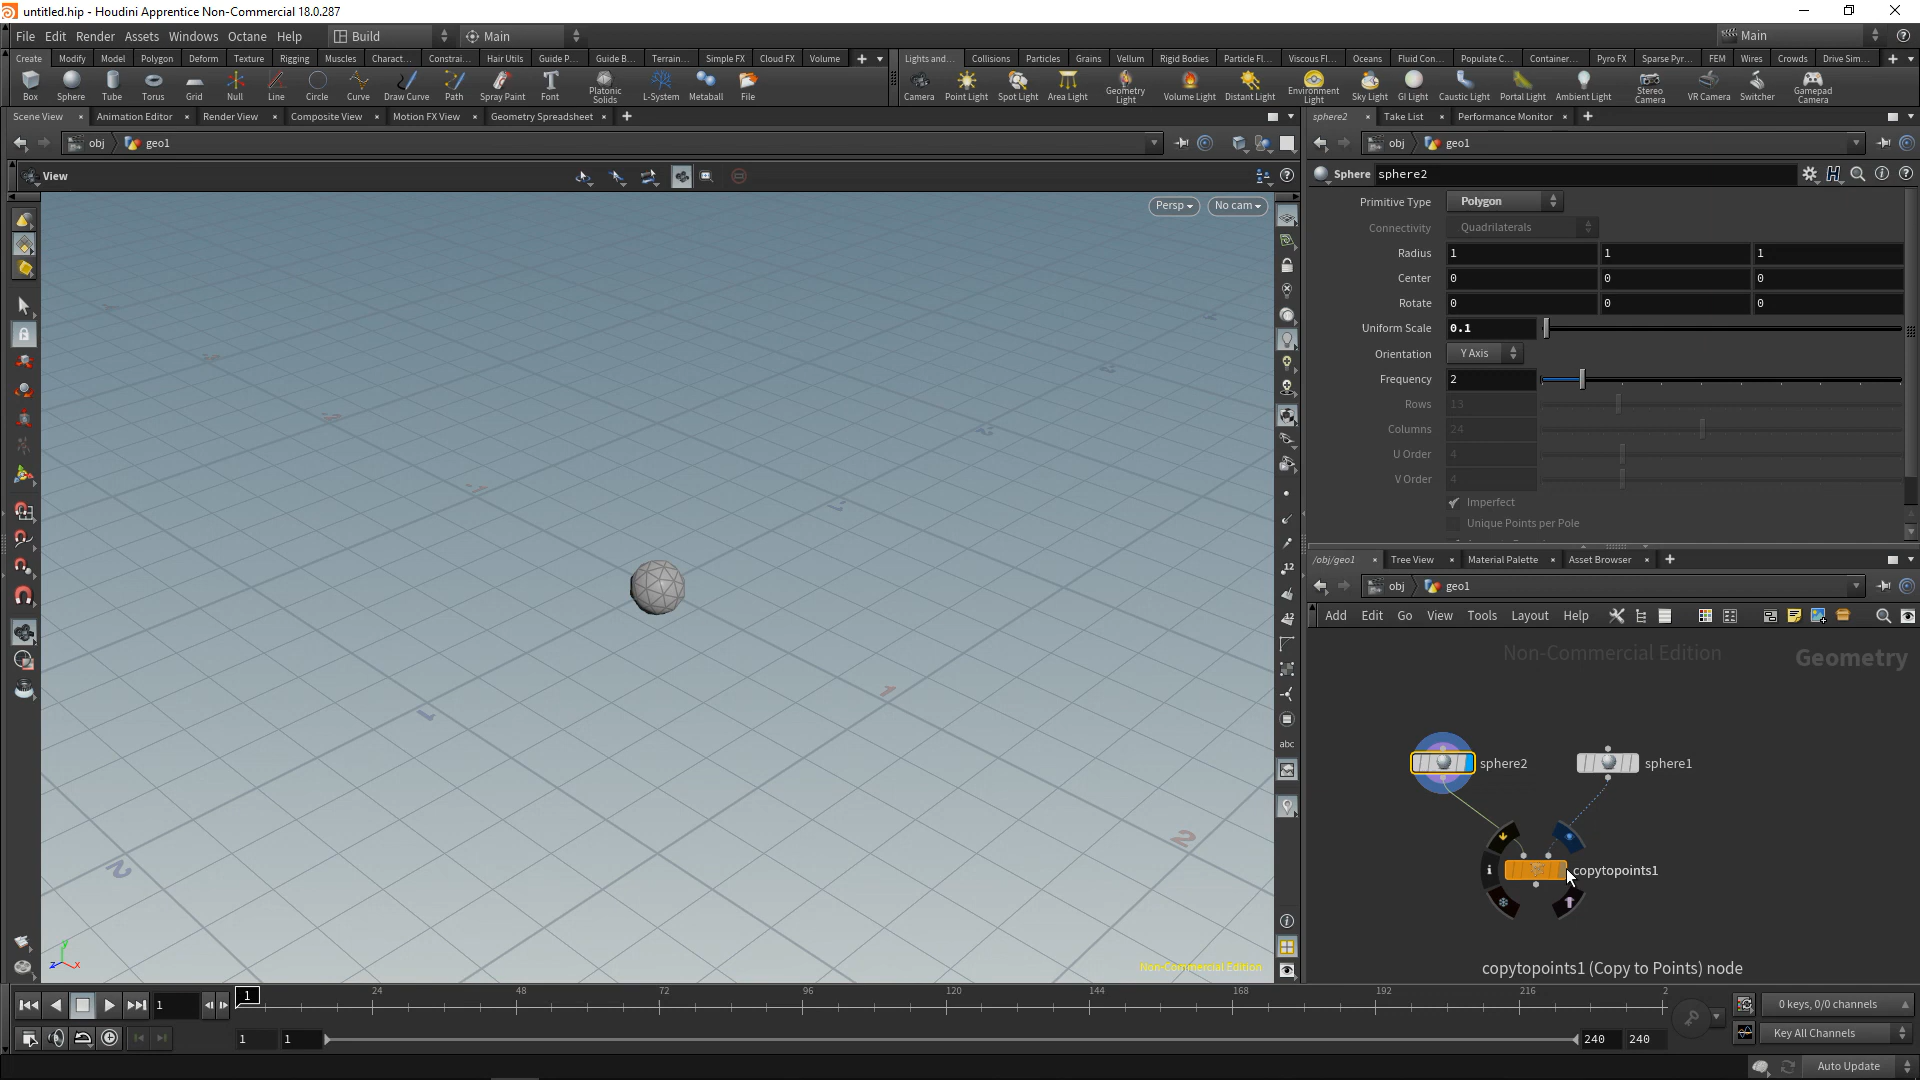 untitled.hip - Houdini Apprentice Non-Commercial 18.0.287
File Edit Render Assets Windows Octane Help Build Main Main
Create Modify Model Polygon Deform Texture Rigging Muscles Charact... Constrai... Hair Utils Guide P... Guide B... Terrain... Simple FX Cloud FX Volume
Lights and... Collisions Particles Grains Vellum Rigid Bodies Particle Fl... Viscous Fl... Oceans Fluid Con... Populate C... Container... Pyro FX Sparse Pyr... FEM Wires Crowds Drive Sim...
Box Sphere Tube Torus Grid Null Line Circle Curve Draw Curve Path Spray Paint Font Platonic Solids L-System Metaball File
Camera Point Light Spot Light Area Light Geometry Light Volume Light Distant Light Environment Light Sky Light GI Light Caustic Light Portal Light Ambient Light Stereo Camera VR Camera Switcher Gamepad Camera
Scene View Animation Editor Render View Composite View Motion FX View Geometry Spreadsheet
sphere2 Take List Performance Monitor
obj geo1
obj geo1
View
Persp No cam
Sphere sphere2
Primitive Type Polygon
Connectivity Quadrilaterals
Radius 1 1 1
Center 0 0 0
Rotate 0 0 0
Uniform Scale 0.1
Orientation Y Axis
Frequency 2
Rows 13
Columns 24
U Order 4
V Order 4
Imperfect
Unique Points per Pole
/obj/geo1 Tree View Material Palette Asset Browser
obj geo1
Add Edit Go View Tools Layout Help
Non-Commercial Edition Geometry
sphere2 sphere1
copytopoints1
copytopoints1 (Copy to Points) node
1
2
1
2
abc
Non-Commercial Edition
1 1 24 48 72 96 120 144 168 192 216 2
0 keys, 0/0 channels
1 1 240 240
Key All Channels
Auto Update